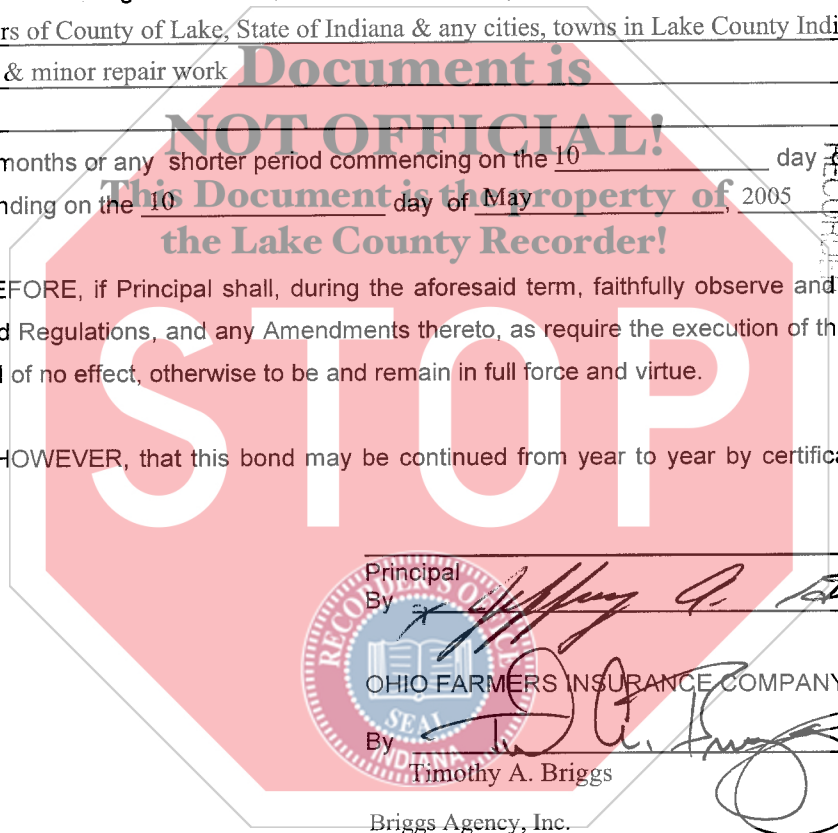 rs of County of Lake, State of Indiana & any cities, towns in Lake County Indi
& minor repair work
Document is
NOT OFFICIAL!
months or any shorter period commencing on the 10 day
nding on the 10 day of May, 2005
This Document is the property of
the Lake County Recorder!
EFORE, if Principal shall, during the aforesaid term, faithfully observe and
d Regulations, and any Amendments thereto, as require the execution of th
l of no effect, otherwise to be and remain in full force and virtue.
STOP
HOWEVER, that this bond may be continued from year to year by certifica
Principal
By Jeffrey A.
RECORDER'S OFFICE
SEAL
INDIANA
OHIO FARMERS INSURANCE COMPANY
By
Timothy A. Briggs
Briggs Agency, Inc.